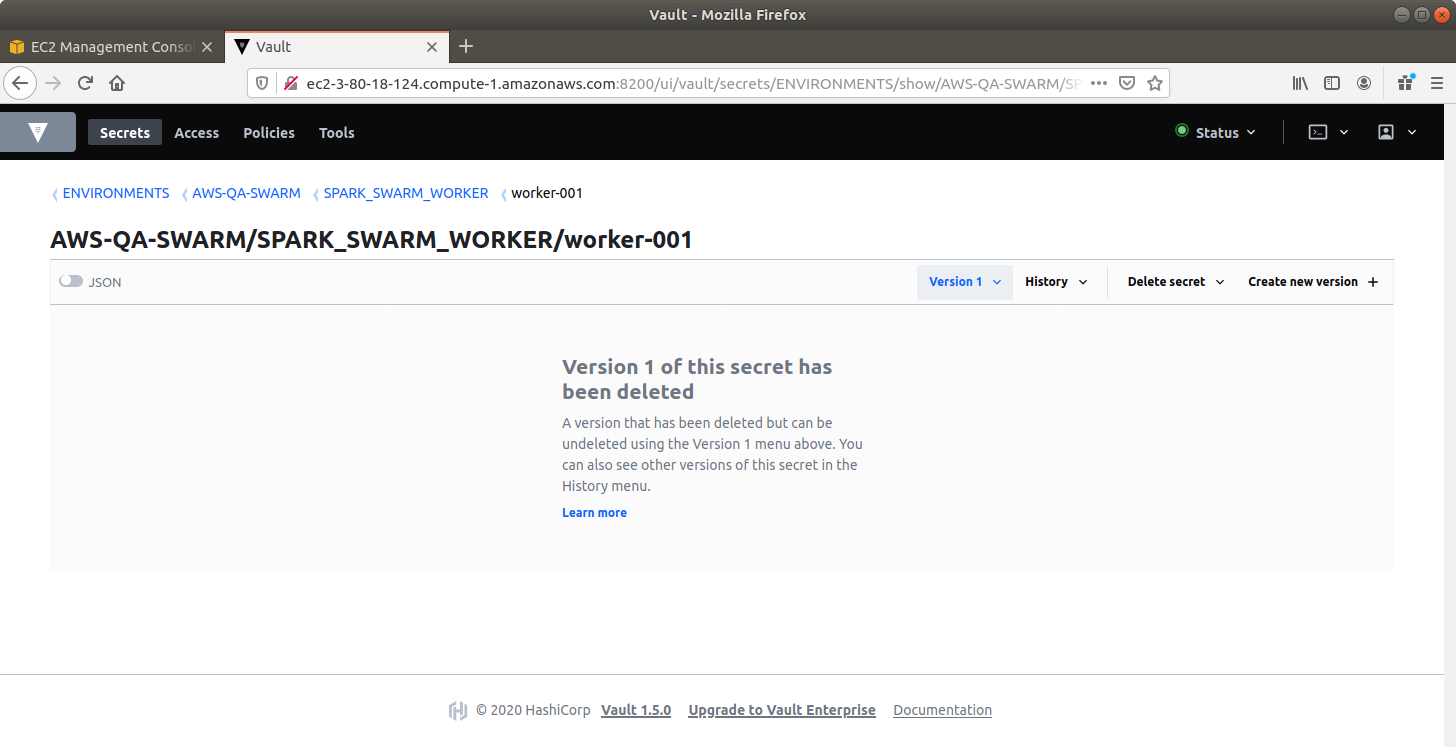 Vault - Mozilla Firefox
EC2 Management Conso
Vault
ec2-3-80-18-124.compute-1.amazonaws.com:8200/ui/vault/secrets/ENVIRONMENTS/show/AWS-QA-SWARM/SP
Secrets Access Policies Tools Status
ENVIRONMENTS AWS-QA-SWARM SPARK_SWARM_WORKER worker-001
AWS-QA-SWARM/SPARK_SWARM_WORKER/worker-001
JSON Version 1 History Delete secret Create new version
Version 1 of this secret has
been deleted
A version that has been deleted but can be
undeleted using the Version 1 menu above. You
can also see other versions of this secret in the
History menu.
Learn more
© 2020 HashiCorp Vault 1.5.0 Upgrade to Vault Enterprise Documentation